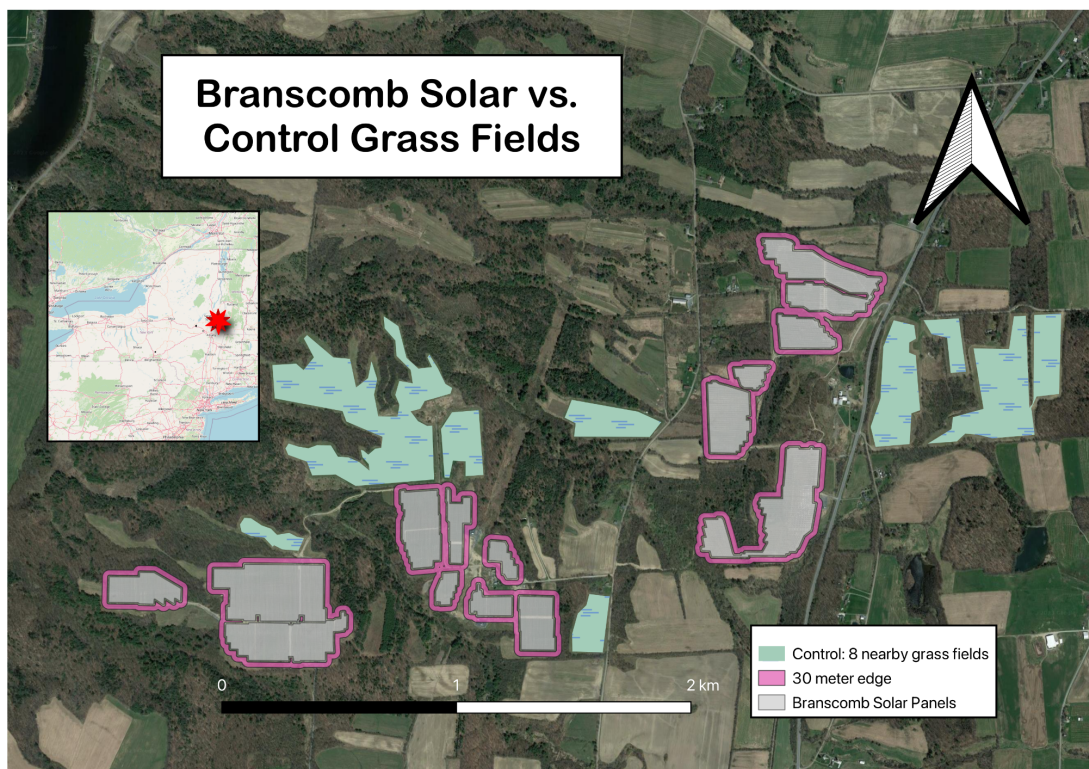 Branscomb Solar vs.
Control Grass Fields
0 1 2 km
Control: 8 nearby grass fields
30 meter edge
Branscomb Solar Panels